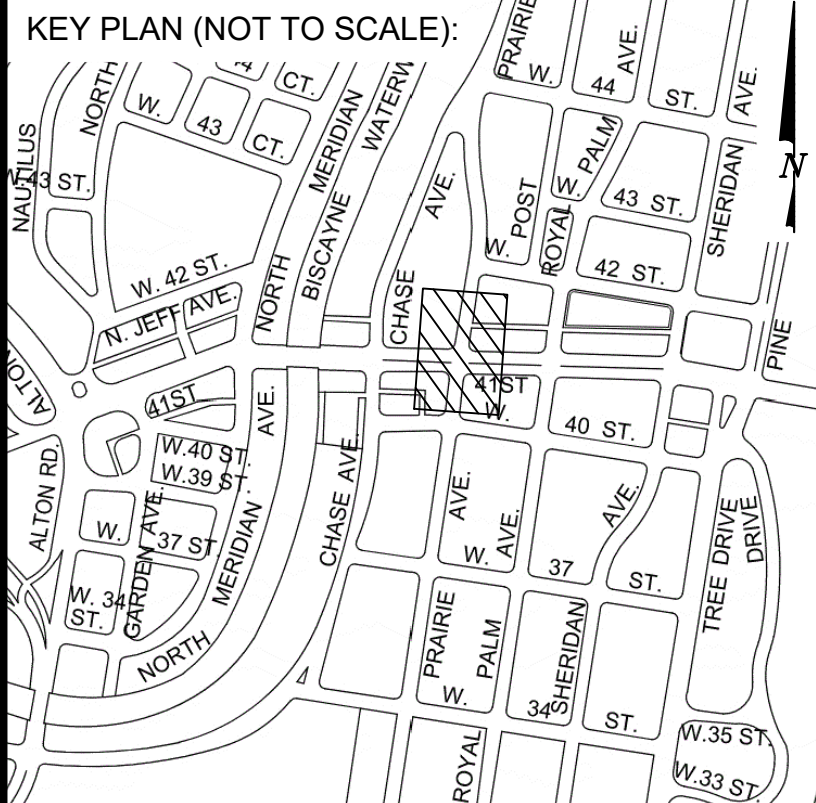 KEY PLAN (NOT TO SCALE):
PRAIRIE
W. 44 ST.
AVE.
AVE.
NORTH
W. 43 CT.
CT.
MERIDIAN
WATERW
NAUTILUS
W.43 ST.
PALM
W. 43 ST.
SHERIDAN
N
AVE.
POST
ROYAL
W. 42 ST.
BISCAYNE
NORTH
CHASE
W. 42 ST.
N. JEFF AVE.
PINE
ALTON
41ST
41ST
W. 40 ST.
AVE.
W.40 ST.
W.39 ST.
ALTON RD.
CHASE AVE.
AVE.
AVE.
AVE.
TREE DRIVE
DRIVE
W. 37 ST.
GARDEN AVE.
MERIDIAN
W. 37 ST.
W. 34
ST.
NORTH
PRAIRIE
PALM
SHERIDAN
W. 34 ST.
ROYAL
W.35 ST.
W.33 ST.